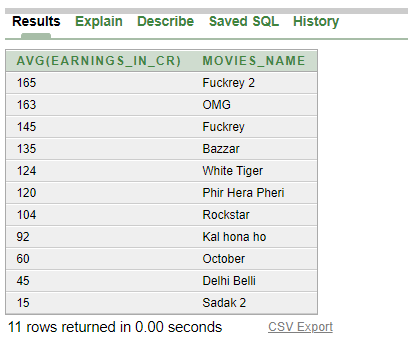 Results Explain Describe Saved SQL History
AVG(EARNINGS_IN_CR) MOVIES_NAME
165 Fuckrey 2
163 OMG
145 Fuckrey
135 Bazzar
124 White Tiger
120 Phir Hera Pheri
104 Rockstar
92 Kal hona ho
60 October
45 Delhi Belli
15 Sadak 2
11 rows returned in 0.00 seconds CSV Export